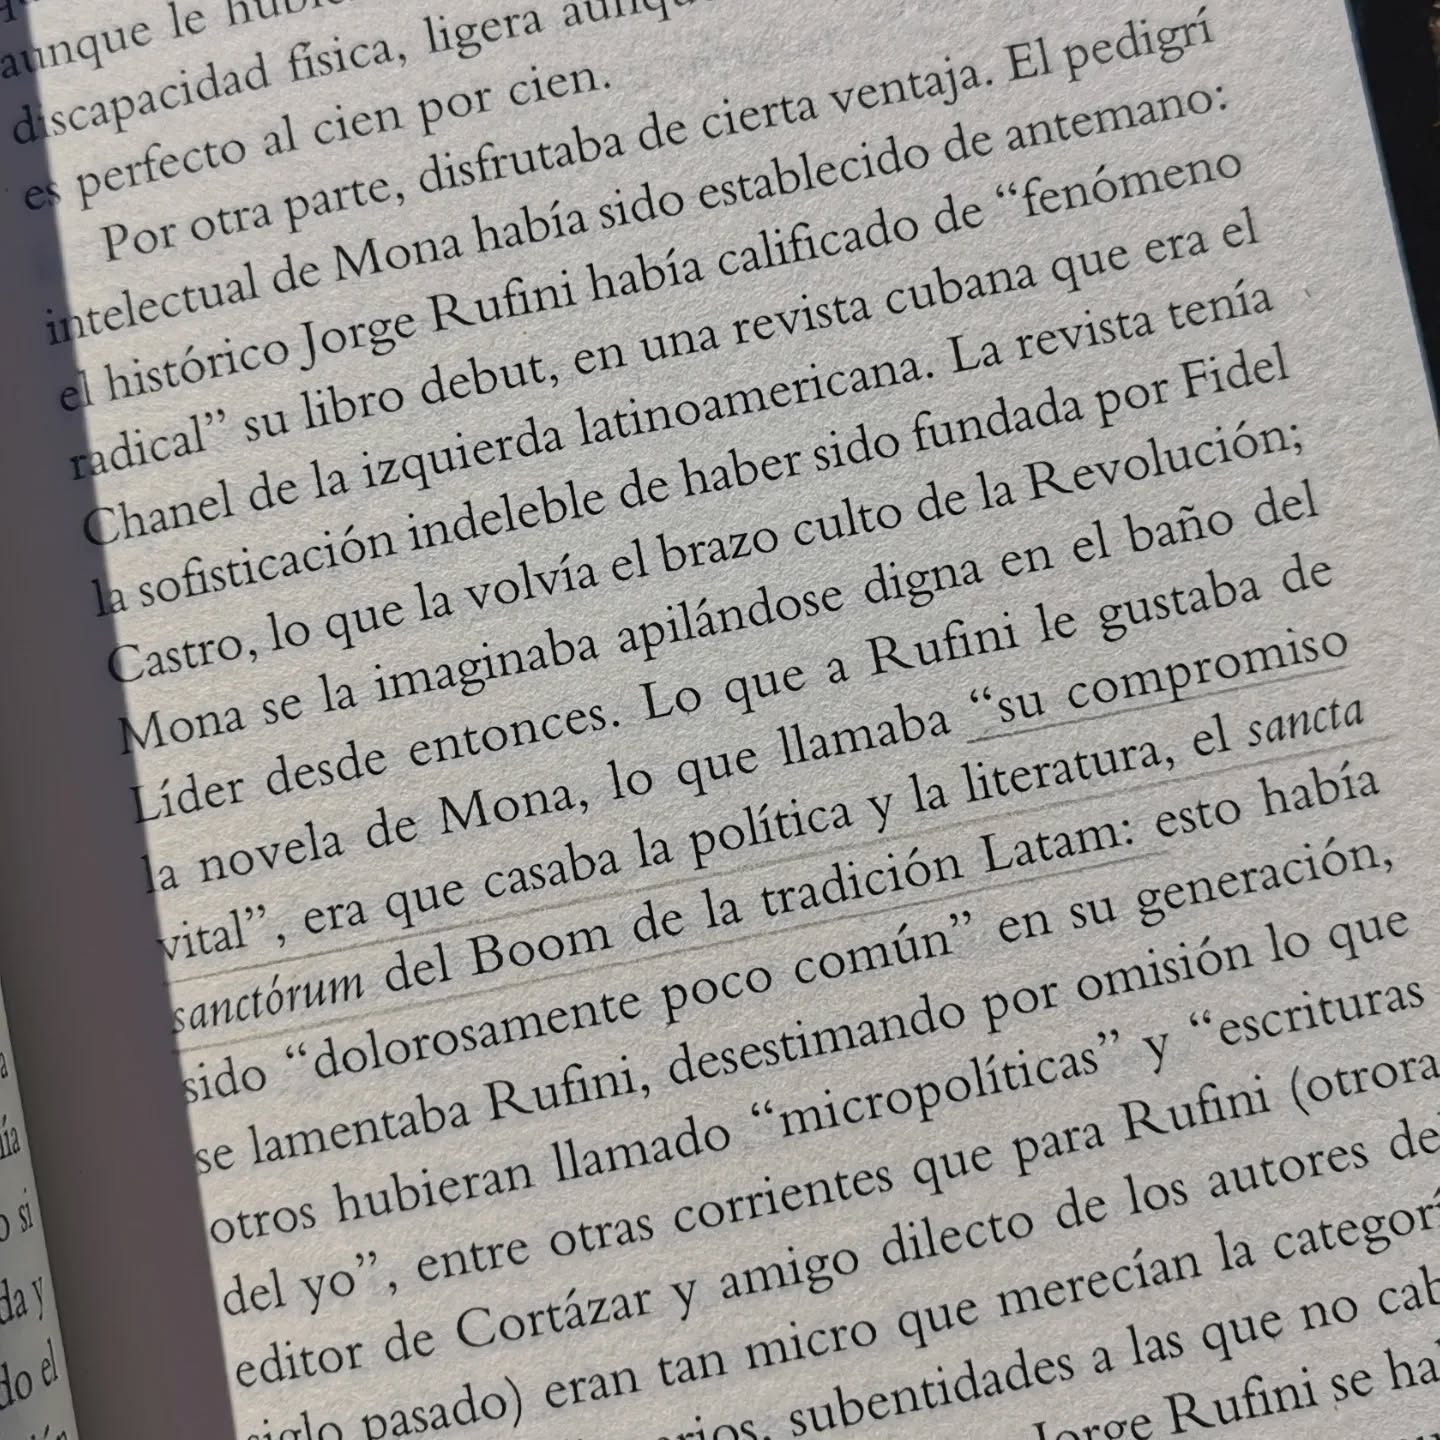 aunque le
discapacidad física, ligera
es perfecto al cien por cien.
Por otra parte, disfrutaba de cierta ventaja. El pedigrí
intelectual de Mona había sido establecido de antemano:
el histórico Jorge Rufini había calificado de “fenómeno
radical” su libro debut, en una revista cubana que era el
Chanel de la izquierda latinoamericana. La revista tenía
la sofisticación indeleble de haber sido fundada por Fidel
Castro, lo que la volvía el brazo culto de la Revolución;
Mona se la imaginaba apilándose digna en el baño del
Líder desde entonces. Lo que a Rufini le gustaba de
la novela de Mona, lo que llamaba “su compromiso
vital”, era que casaba la política y la literatura, el sancta
sanctórum del Boom de la tradición Latam: esto había
sido “dolorosamente poco común” en su generación,
se lamentaba Rufini, desestimando por omisión lo que
otros hubieran llamado “micropolíticas” y “escrituras
del yo”, entre otras corrientes que para Rufini (otrora
editor de Cortázar y amigo dilecto de los autores de
siglo pasado) eran tan micro que merecían la categorí
subentidades a las que no cab
Jorge Rufini se ha
ía
o si
da y
do el